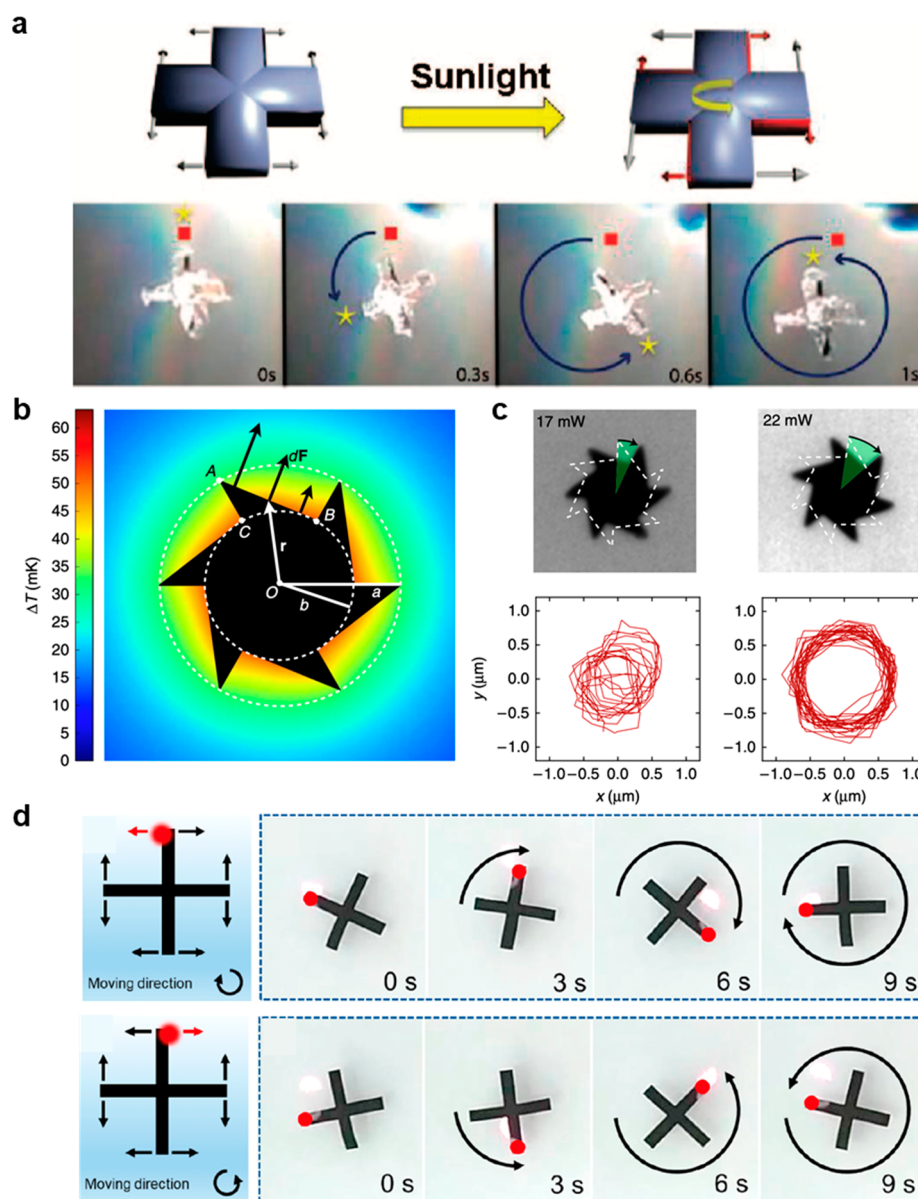 a
Sunlight
0s
0.3s
0.6s
1s
b
ΔT (mK)
60
55
50
45
40
35
30
25
20
15
10
5
0
A
dF
C
B
r
O
a
b
c
17 mW
22 mW
y (μm)
1.0
0.5
0.0
−0.5
−1.0
−1.0
−0.5
0.0
0.5
1.0
x (μm)
1.0
0.5
0.0
−0.5
−1.0
−1.0
−0.5
0.0
0.5
1.0
x (μm)
d
Moving direction
0 s
3 s
6 s
9 s
Moving direction
0 s
3 s
6 s
9 s